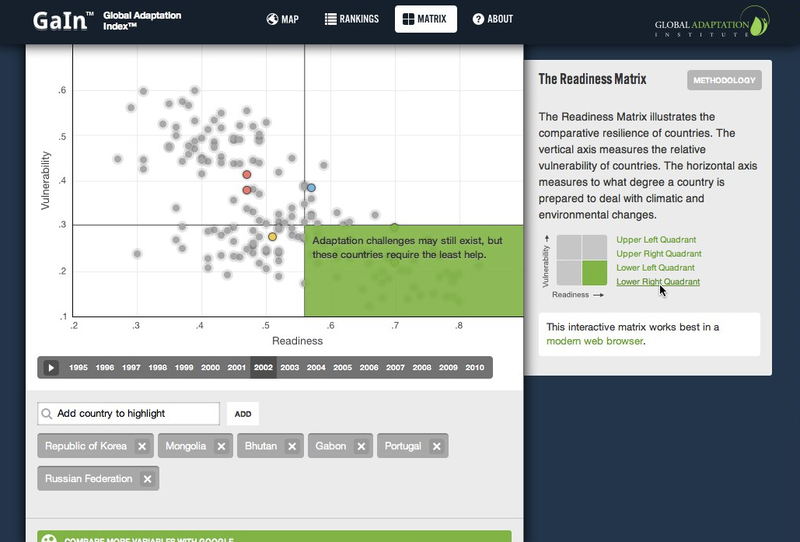 GaIn™
Global Adaptation
Index™
MAP
RANKINGS
MATRIX
ABOUT
GLOBAL ADAPTATION
INSTITUTE
.6
.5
.4
.3
.2
.1
Vulnerability
Adaptation challenges may still exist, but
these countries require the least help.
.2
.3
.4
.5
.6
.7
.8
Readiness
1995
1996
1997
1998
1999
2000
2001
2002
2003
2004
2005
2006
2007
2008
2009
2010
Add country to highlight
ADD
Republic of Korea
Mongolia
Bhutan
Gabon
Portugal
Russian Federation
COMPARE MORE VARIABLES WITH GOOGLE
The Readiness Matrix
METHODOLOGY
The Readiness Matrix illustrates the
comparative resilience of countries. The
vertical axis measures the relative
vulnerability of countries. The horizontal axis
measures to what degree a country is
prepared to deal with climatic and
environmental changes.
Vulnerability
Readiness
Upper Left Quadrant
Upper Right Quadrant
Lower Left Quadrant
Lower Right Quadrant
This interactive matrix works best in a
modern web browser.